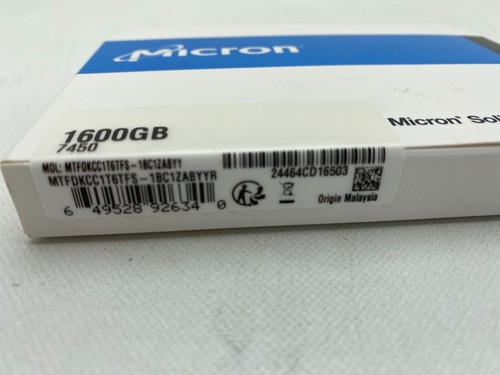 Micron
Micron® Soli
1600GB
7450
MDL: MTFDKCC1T6TFS-1BC1ZABYY
MTFDKCC1T6TFS-1BC1ZABYYR
24464CD16503
6 49528 92634 0
Origin Malaysia